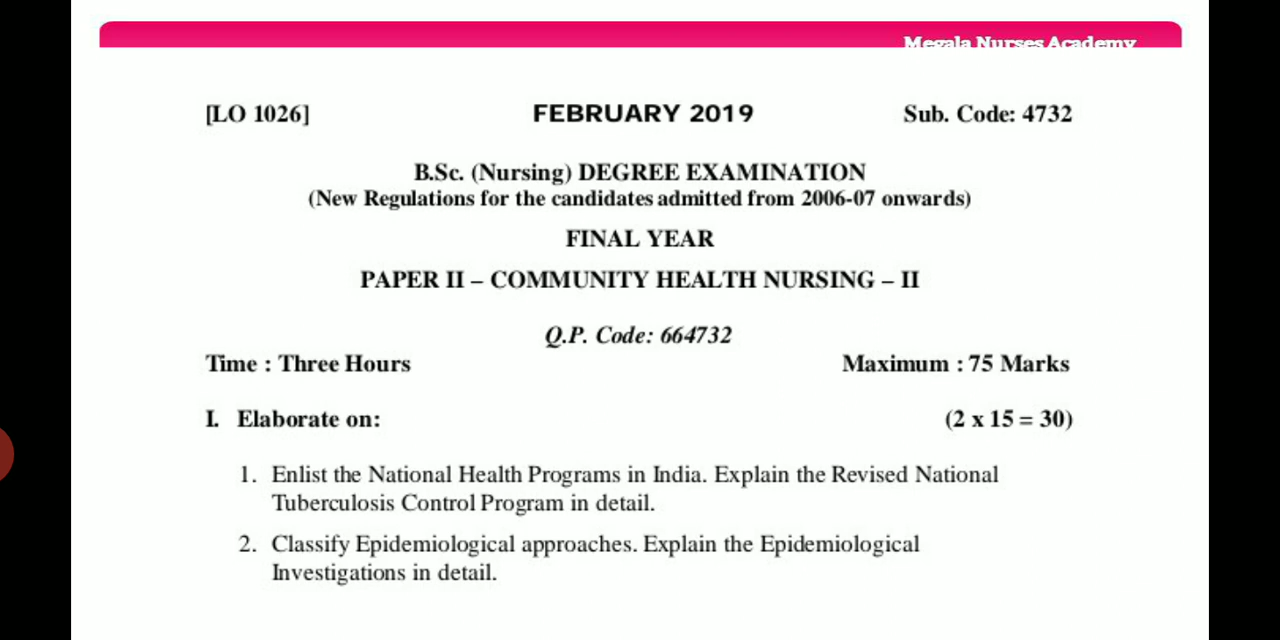 Megala Nurses Academy
[LO 1026] FEBRUARY 2019 Sub. Code: 4732
B.Sc. (Nursing) DEGREE EXAMINATION
(New Regulations for the candidates admitted from 2006-07 onwards)
FINAL YEAR
PAPER II – COMMUNITY HEALTH NURSING – II
Q.P. Code: 664732
Time : Three Hours Maximum : 75 Marks
I. Elaborate on: (2 x 15 = 30)
1. Enlist the National Health Programs in India. Explain the Revised National
Tuberculosis Control Program in detail.
2. Classify Epidemiological approaches. Explain the Epidemiological
Investigations in detail.